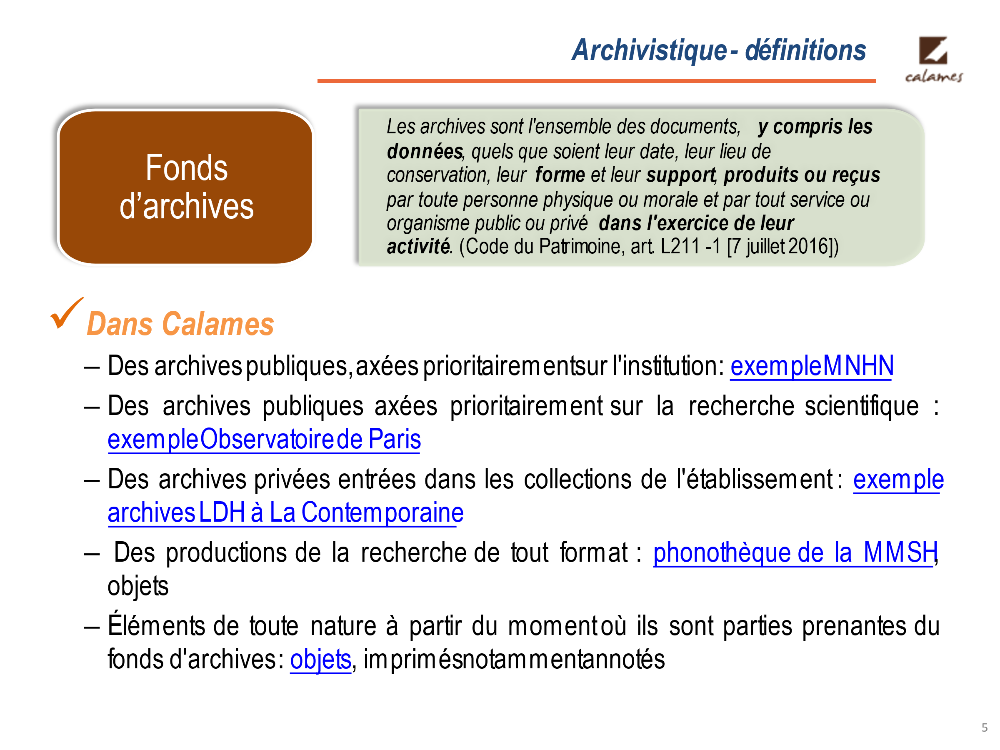 Archivistique - définitions
calames
Fonds
d’archives
Les archives sont l'ensemble des documents, y compris les
données, quels que soient leur date, leur lieu de
conservation, leur forme et leur support, produits ou reçus
par toute personne physique ou morale et par tout service ou
organisme public ou privé dans l'exercice de leur
activité. (Code du Patrimoine, art. L211 -1 [7 juillet 2016])
✓ Dans Calames
– Des archives publiques, axées prioritairement sur l'institution : exemple MNHN
– Des archives publiques axées prioritairement sur la recherche scientifique :
exemple Observatoire de Paris
– Des archives privées entrées dans les collections de l'établissement : exemple
archives LDH à La Contemporaine
– Des productions de la recherche de tout format : phonothèque de la MMSH,
objets
– Éléments de toute nature à partir du moment où ils sont parties prenantes du
fonds d'archives : objets, imprimés notamment annotés
5